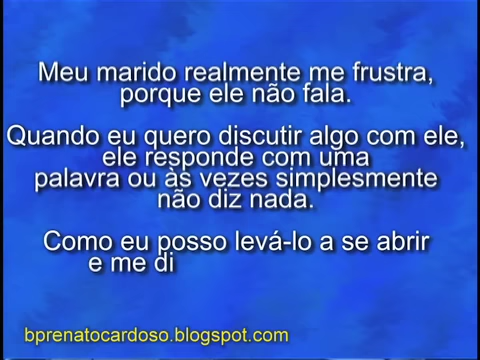 Meu marido realmente me frustra,
porque ele não fala.
Quando eu quero discutir algo com ele,
ele responde com uma
palavra ou às vezes simplesmente
não diz nada.
Como eu posso levá-lo a se abrir
e me di
bprenatocardoso.blogspot.com